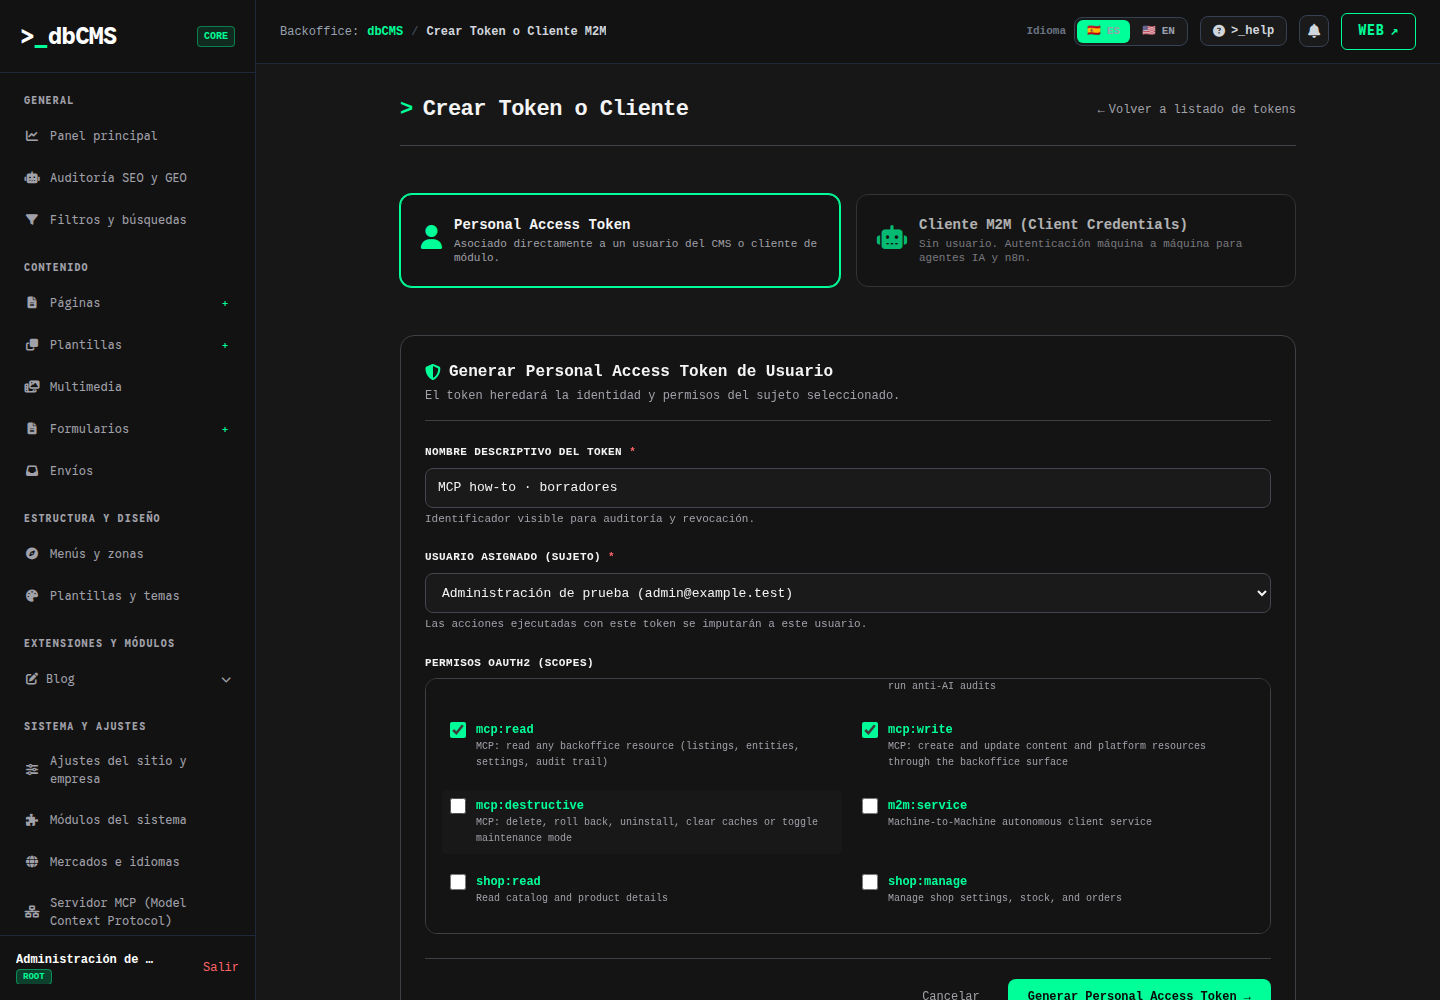 >_dbCMS
CORE
GENERAL
Panel principal
Auditoría SEO y GEO
Filtros y búsquedas
CONTENIDO
Páginas +
Plantillas +
Multimedia
Formularios +
Envíos
ESTRUCTURA Y DISEÑO
Menús y zonas
Plantillas y temas
EXTENSIONES Y MÓDULOS
Blog
SISTEMA Y AJUSTES
Ajustes del sitio y
empresa
Módulos del sistema
Mercados e idiomas
Servidor MCP (Model
Context Protocol)
Administración de …
ROOT
Salir
Backoffice: dbCMS / Crear Token o Cliente M2M
Idioma
EN
>_help
WEB ↗
> Crear Token o Cliente
← Volver a listado de tokens
Personal Access Token
Asociado directamente a un usuario del CMS o cliente de
módulo.
Cliente M2M (Client Credentials)
Sin usuario. Autenticación máquina a máquina para
agentes IA y n8n.
Generar Personal Access Token de Usuario
El token heredará la identidad y permisos del sujeto seleccionado.
NOMBRE DESCRIPTIVO DEL TOKEN *
MCP how-to · borradores
Identificador visible para auditoría y revocación.
USUARIO ASIGNADO (SUJETO) *
Administración de prueba (admin@example.test)
Las acciones ejecutadas con este token se imputarán a este usuario.
PERMISOS OAUTH2 (SCOPES)
run anti-AI audits
mcp:read
MCP: read any backoffice resource (listings, entities,
settings, audit trail)
mcp:write
MCP: create and update content and platform resources
through the backoffice surface
mcp:destructive
MCP: delete, roll back, uninstall, clear caches or toggle
maintenance mode
m2m:service
Machine-to-Machine autonomous client service
shop:read
Read catalog and product details
shop:manage
Manage shop settings, stock, and orders
Cancelar
Generar Personal Access Token →